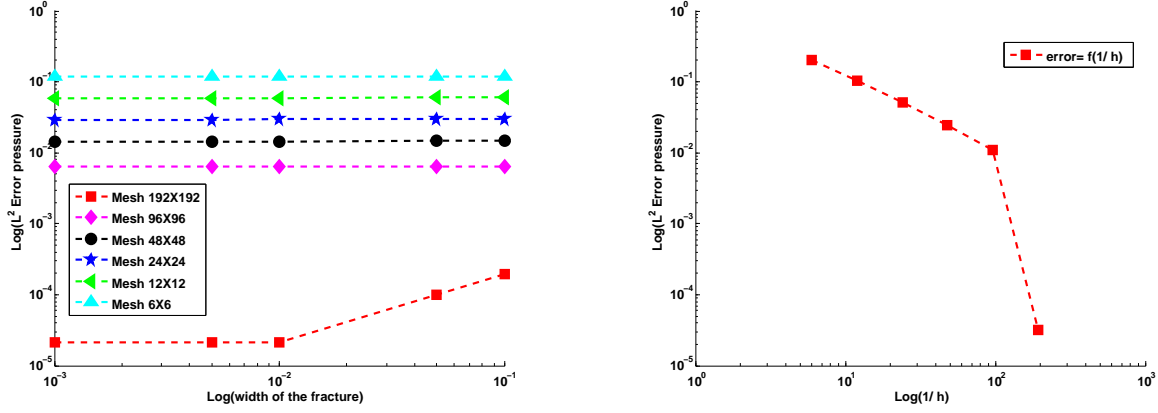 10^0
10^-1
10^-2
10^-3
10^-4
10^-5
Log(L^2 Error pressure)
Mesh 192X192
Mesh 96X96
Mesh 48X48
Mesh 24X24
Mesh 12X12
Mesh 6X6
10^-3
10^-2
10^-1
Log(width of the fracture)
10^0
10^-1
10^-2
10^-3
10^-4
10^-5
Log(L^2 Error pressure)
error= f(1/ h)
10^0
10^1
10^2
10^3
Log(1/ h)